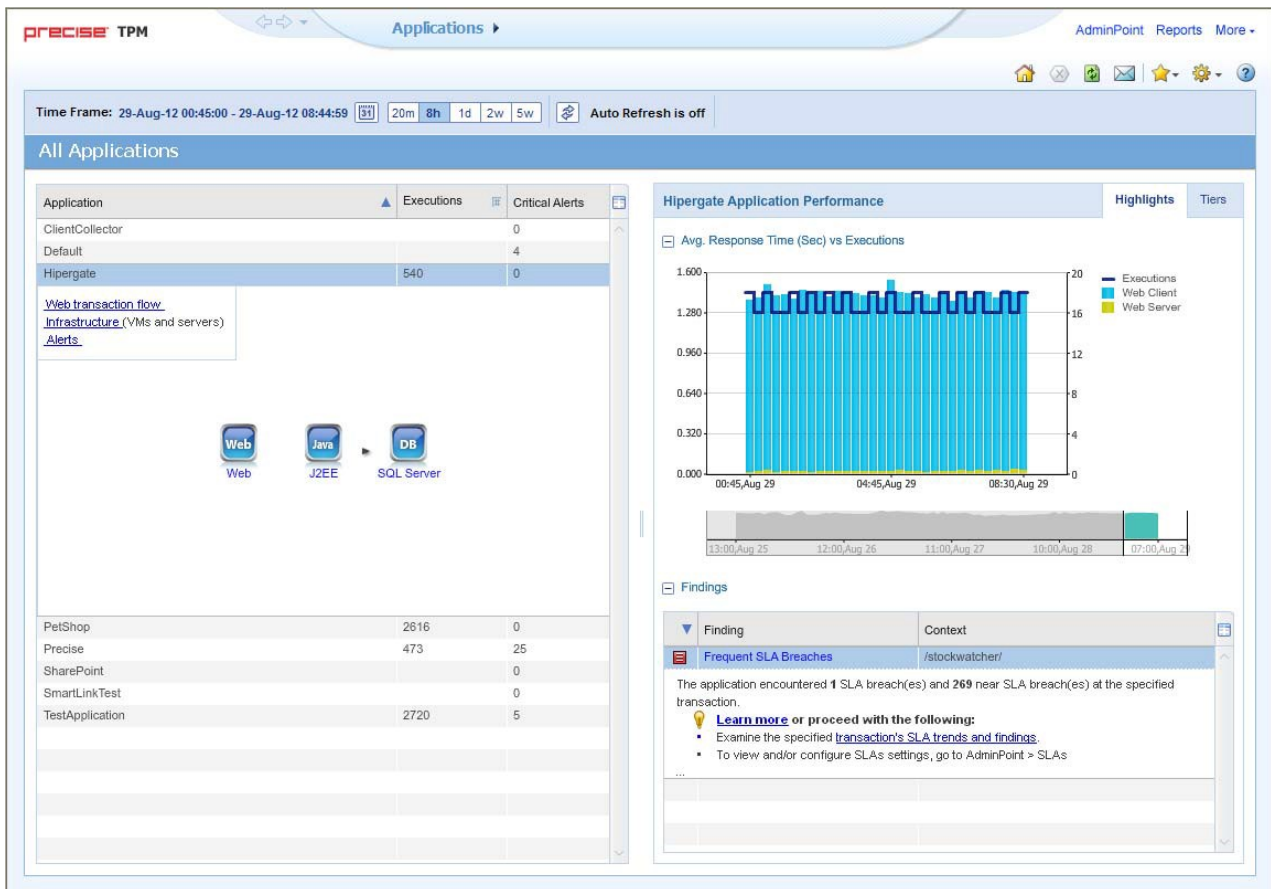 precise TPM
Applications
AdminPoint Reports More
Time Frame: 29-Aug-12 00:45:00 - 29-Aug-12 08:44:59 31 20m 8h 1d 2w 5w Auto Refresh is off
All Applications
Application Executions Critical Alerts
ClientCollector 0
Default 4
Hipergate 540 0
Web transaction flow
Infrastructure (VMs and servers)
Alerts
Web Java DB
Web J2EE SQL Server
PetShop 2616 0
Precise 473 25
SharePoint 0
SmartLinkTest 0
TestApplication 2720 5
Hipergate Application Performance Highlights Tiers
Avg. Response Time (Sec) vs Executions
1.600 20
1.280 16
0.960 12
0.640 8
0.320 4
0.000 0
00:45,Aug 29 04:45,Aug 29 08:30,Aug 29
Executions
Web Client
Web Server
13:00,Aug 25 12:00,Aug 26 11:00,Aug 27 10:00,Aug 28 07:00,Aug 29
Findings
Finding Context
Frequent SLA Breaches /stockwatcher/
The application encountered 1 SLA breach(es) and 269 near SLA breach(es) at the specified
transaction.
Learn more or proceed with the following:
Examine the specified transaction's SLA trends and findings.
To view and/or configure SLAs settings, go to AdminPoint > SLAs
...